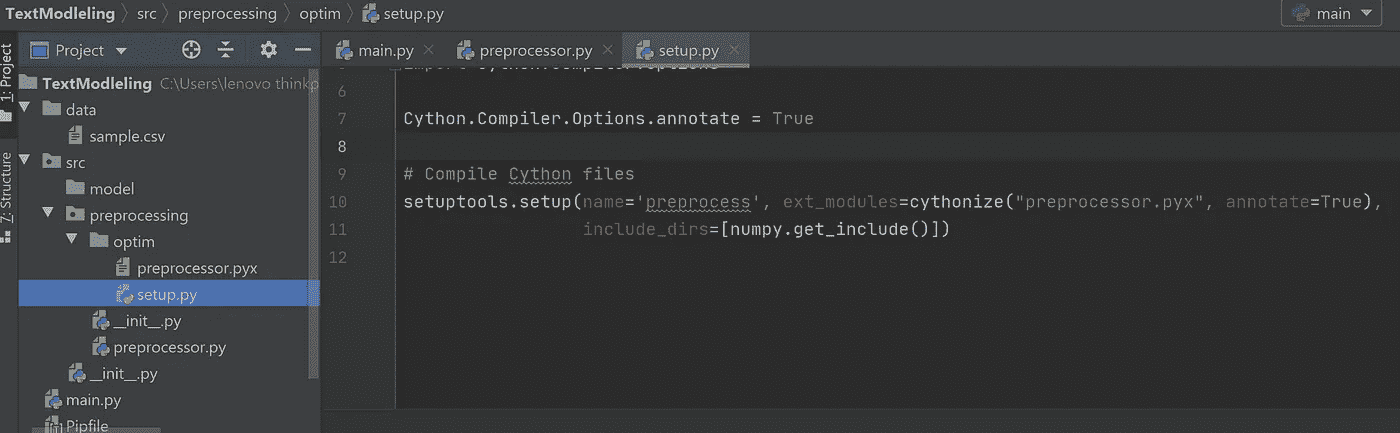 TextModleling src preprocessing optim setup.py main
1: Project
Project
main.py preprocessor.py setup.py
TextModleling C:\Users\lenovo thinkp
data
sample.csv
src
model
preprocessing
optim
preprocessor.pyx
setup.py
__init__.py
preprocessor.py
__init__.py
main.py
Pipfile
7: Structure
6
7 Cython.Compiler.Options.annotate = True
8
9 # Compile Cython files
10 setuptools.setup(name='preprocess', ext_modules=cythonize("preprocessor.pyx", annotate=True),
11 include_dirs=[numpy.get_include()])
12